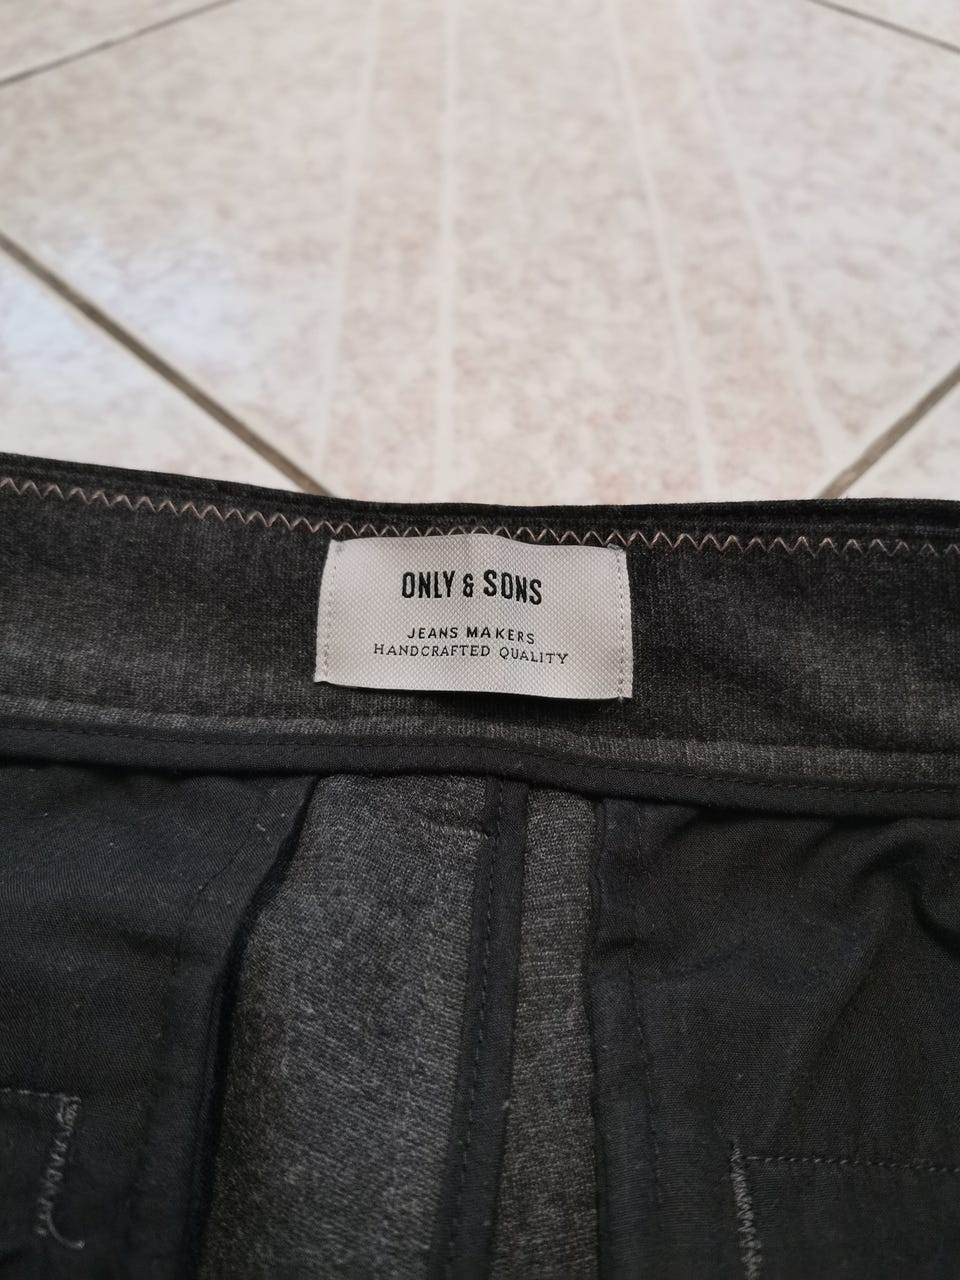 ONLY & SONS
JEANS MAKERS
HANDCRAFTED QUALITY